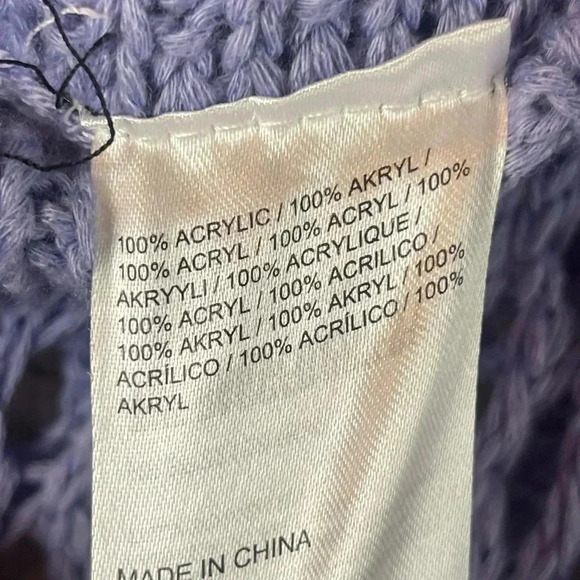 100% ACRYLIC / 100% AKRYL /
100% ACRYL / 100% ACRYL / 100%
AKRYYLI / 100% ACRYLIQUE /
100% ACRYL / 100% ACRILICO /
100% AKRYL / 100% AKRYL / 100%
ACRÍLICO / 100% ACRÍLICO / 100%
AKRYL
MADE IN CHINA